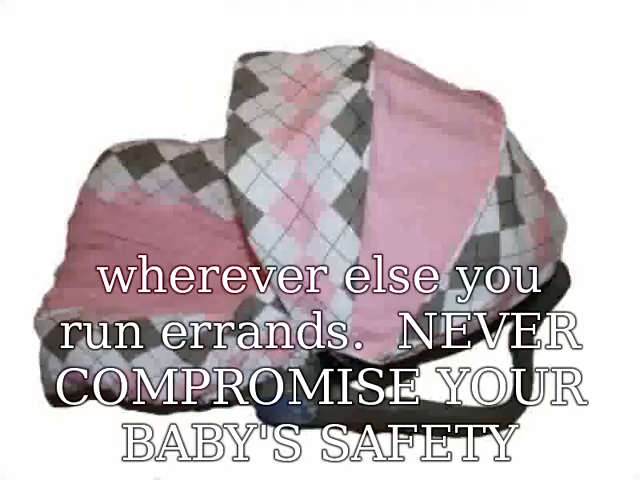 wherever else you
run errands.  NEVER
COMPROMISE YOUR
BABY'S SAFETY